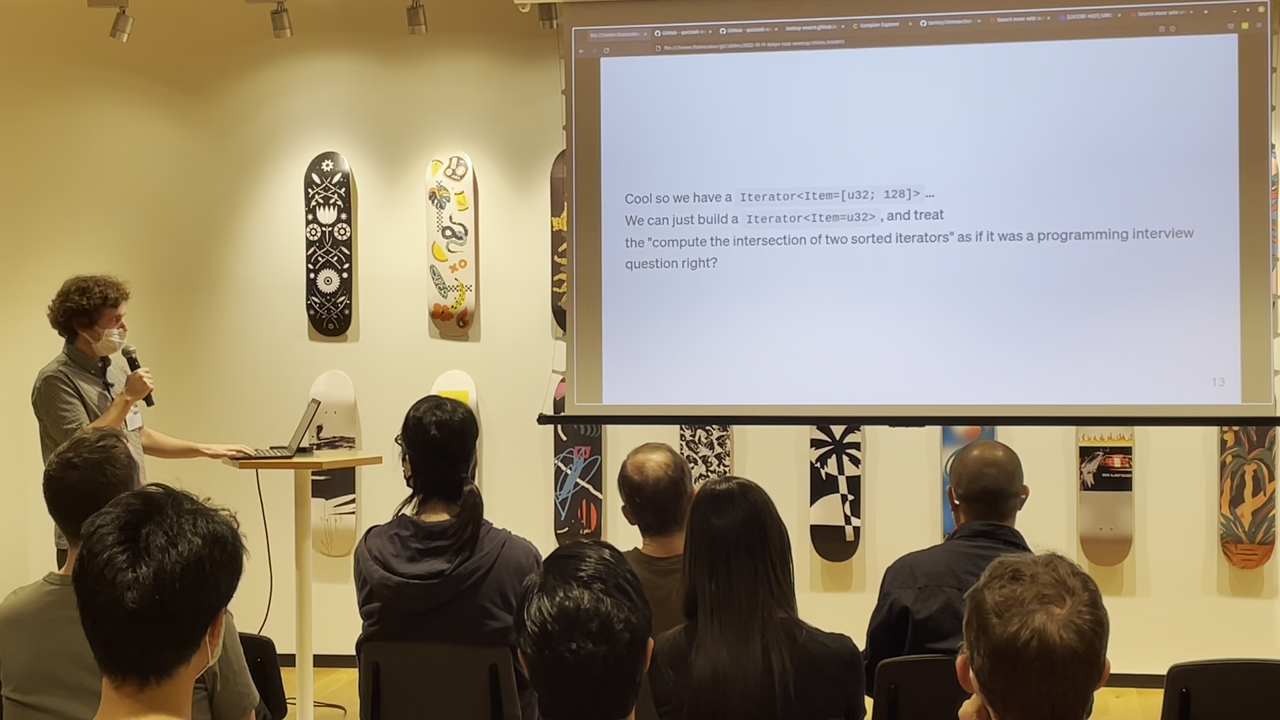 Cool so we have a Iterator<Item=[u32; 128]> ...
We can just build a Iterator<Item=u32> , and treat
the "compute the intersection of two sorted iterators" as if it was a programming interview
question right?
13